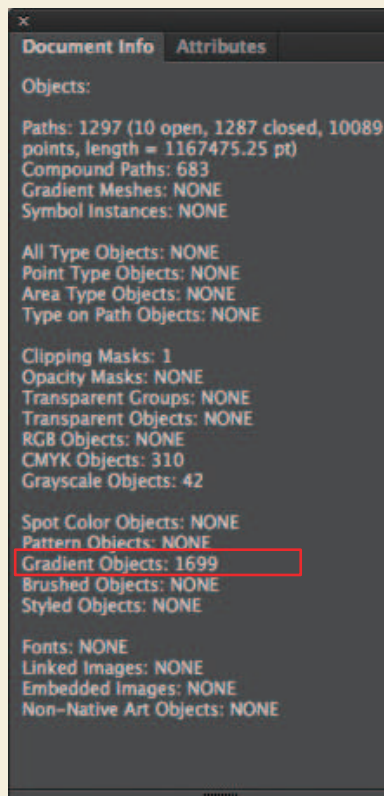 Document Info Attributes
Objects:
Paths: 1297 (10 open, 1287 closed, 10089
points, length = 1167475.25 pt)
Compound Paths: 683
Gradient Meshes: NONE
Symbol Instances: NONE
All Type Objects: NONE
Point Type Objects: NONE
Area Type Objects: NONE
Type on Path Objects: NONE
Clipping Masks: 1
Opacity Masks: NONE
Transparent Groups: NONE
Transparent Objects: NONE
RGB Objects: NONE
CMYK Objects: 310
Grayscale Objects: 42
Spot Color Objects: NONE
Pattern Objects: NONE
Gradient Objects: 1699
Brushed Objects: NONE
Styled Objects: NONE
Fonts: NONE
Linked Images: NONE
Embedded Images: NONE
Non-Native Art Objects: NONE